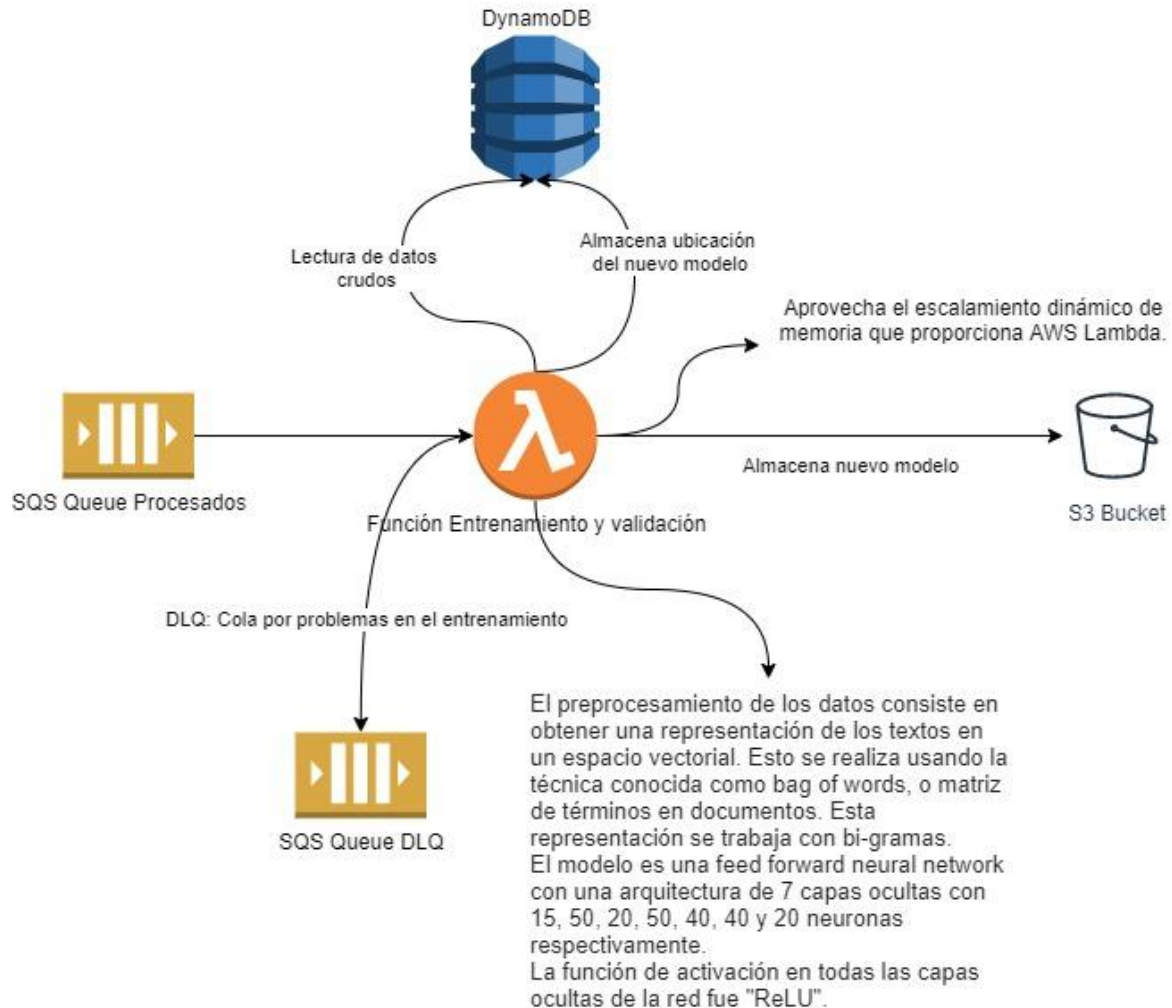 DynamoDB
Lectura de datos
crudos
Almacena ubicación
del nuevo modelo
Aprovecha el escalamiento dinámico de
memoria que proporciona AWS Lambda.
SQS Queue Procesados
Función Entrenamiento y validación
Almacena nuevo modelo
S3 Bucket
DLQ: Cola por problemas en el entrenamiento
SQS Queue DLQ
El preprocesamiento de los datos consiste en
obtener una representación de los textos en
un espacio vectorial. Esto se realiza usando la
técnica conocida como bag of words, o matriz
de términos en documentos. Esta
representación se trabaja con bi-gramas.
El modelo es una feed forward neural network
con una arquitectura de 7 capas ocultas con
15, 50, 20, 50, 40, 40 y 20 neuronas
respectivamente.
La función de activación en todas las capas
ocultas de la red fue "ReLU".